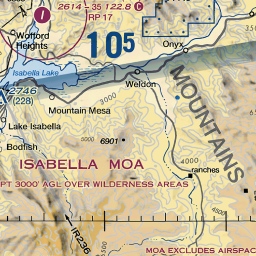 2614 - 35 122.8 C
RP 17
Wofford
Heights
105
Onyx
Isabella Lake
Weldon
2746
(228)
Mountain Mesa
MOUNTAINS
Lake Isabella
6901
Bodfish
ISABELLA MOA
4000
ranches
PT 3000' AGL OVER WILDERNESS AREAS
IR236
MOA EXCLUDES AIRSPAC